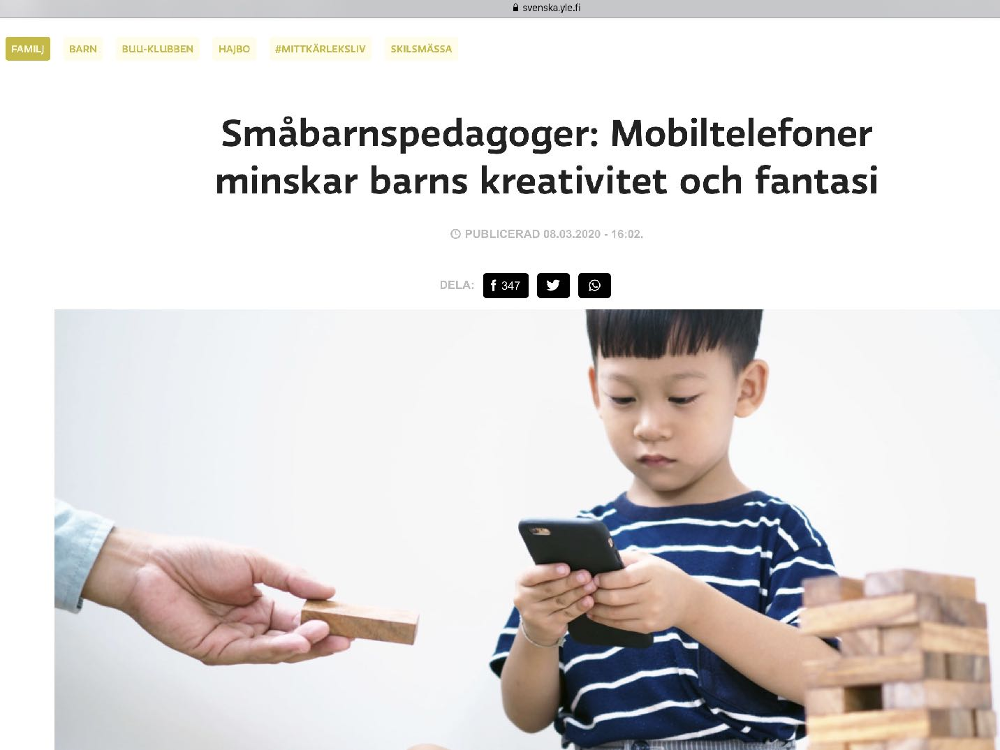 svenska.yle.fi
FAMILJ BARN BUU-KLUBBEN HAJBO #MITTKÄRLEKSLIV SKILSMÄSSA
Småbarnspedagoger: Mobiltelefoner
minskar barns kreativitet och fantasi
PUBLICERAD 08.03.2020 - 16:02.
DELA: 347